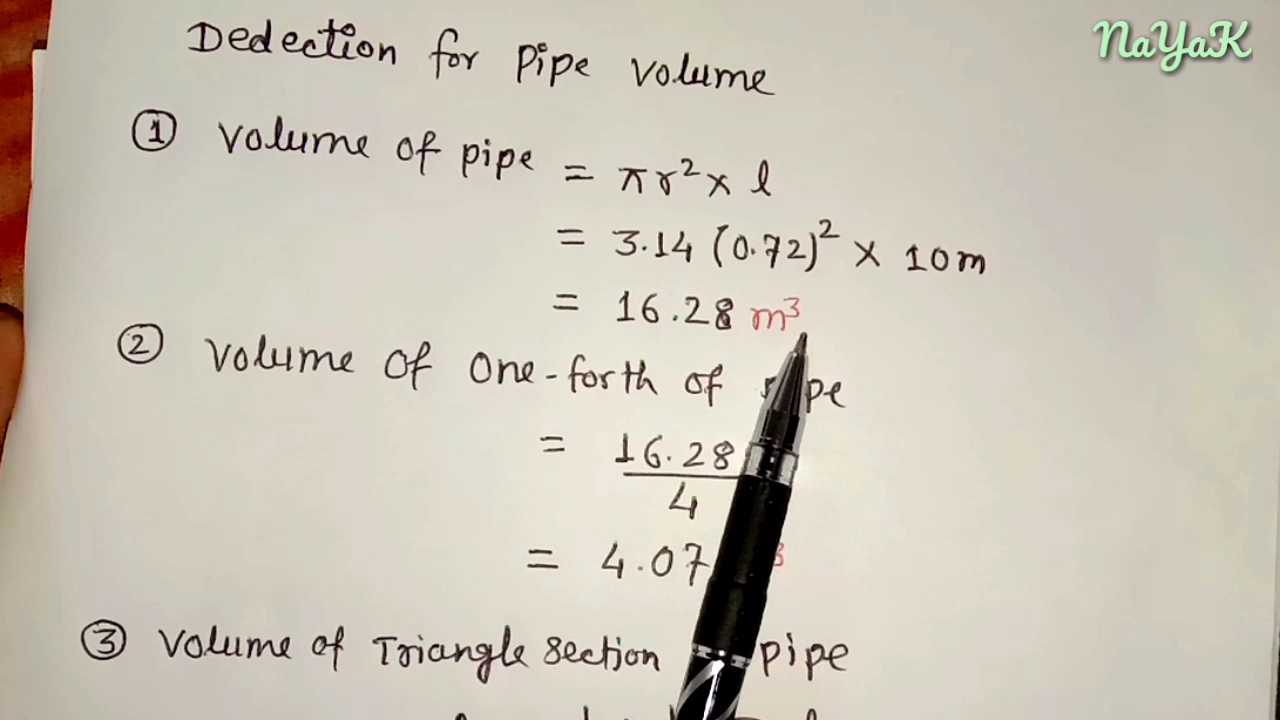 NaYaK
Dedection for Pipe volume
① volume of pipe = πr² x l
= 3.14 (0.72)² x 10m
= 16.28 m³
② volume of one-forth of
= 16.28
4
= 4.07
③ volume of Triangle section pipe